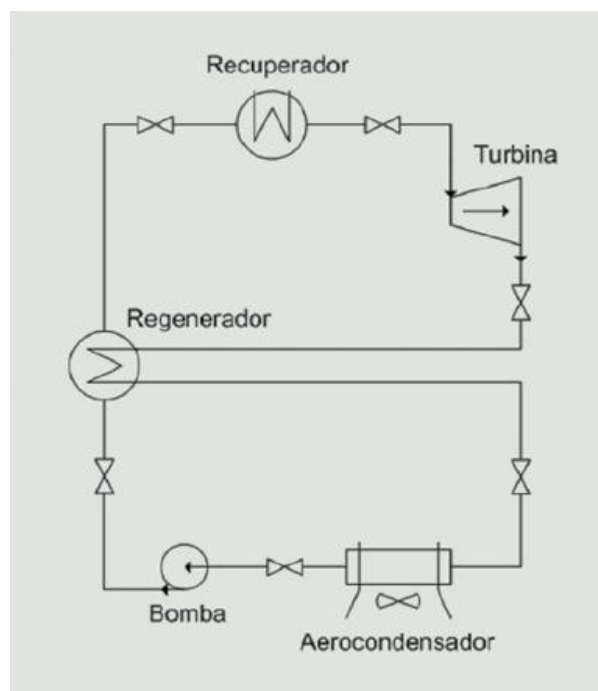 Recuperador
Turbina
Regenerador
Bomba
Aerocondensador